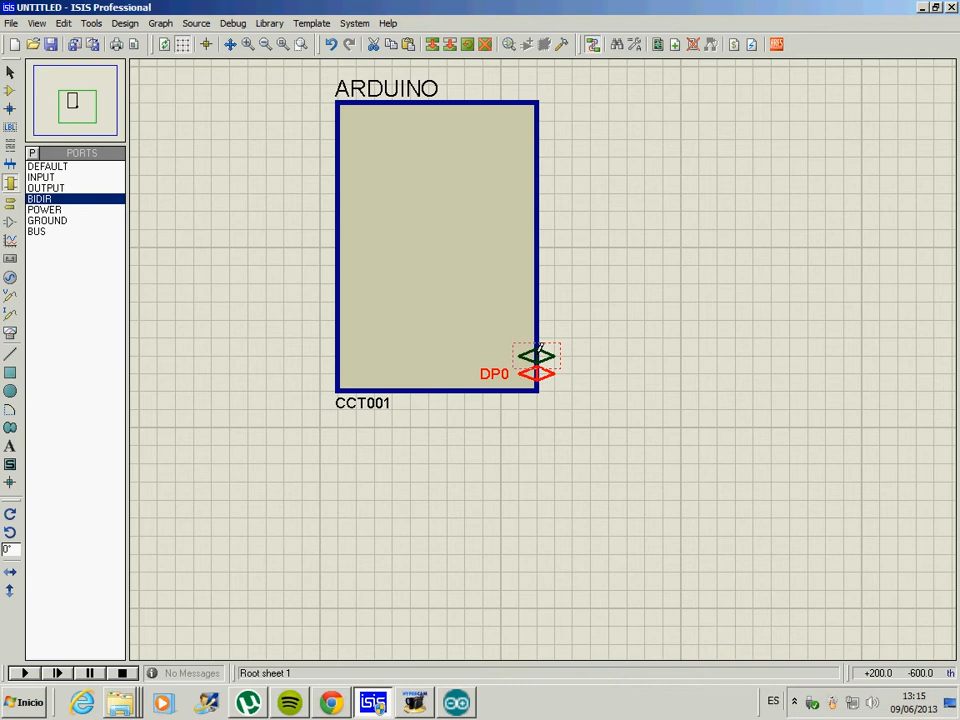 UNTITLED - ISIS Professional
File View Edit Tools Design Graph Source Debug Library Template System Help
LBL
P PORTS
DEFAULT
INPUT
OUTPUT
BIDIR
POWER
GROUND
BUS
ARDUINO
DP0
CCT001
A
S
0°
No Messages
Root sheet 1
+200.0 -600.0 th
Inicio
ISIS
ES
13:15
09/06/2013